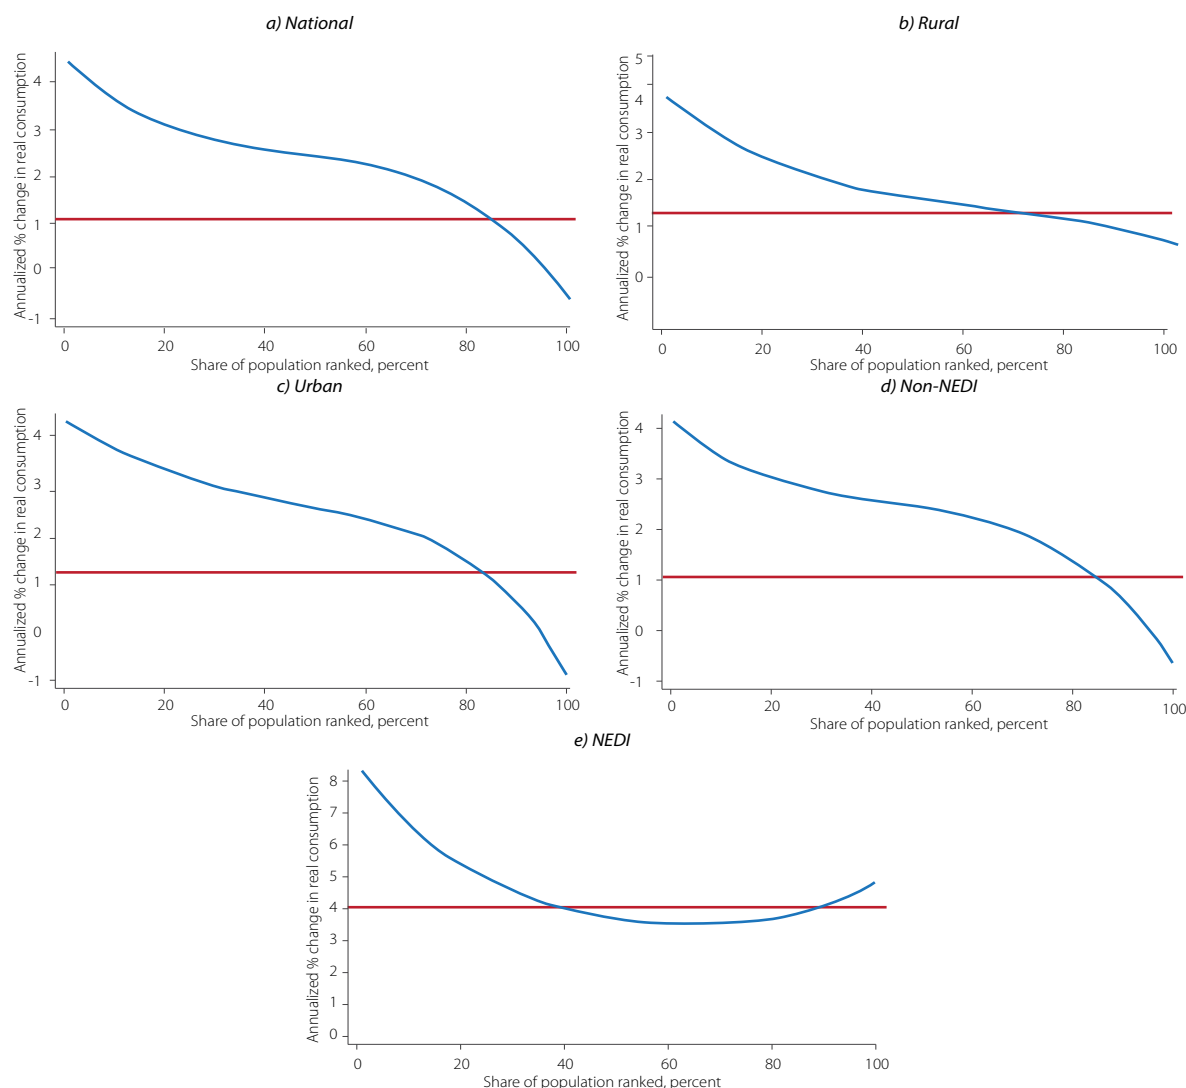 a) National
Annualized % change in real consumption
4
3
2
1
0
-1
0 20 40 60 80 100
Share of population ranked, percent
b) Rural
Annualized % change in real consumption
5
4
3
2
1
0
0 20 40 60 80 100
Share of population ranked, percent
c) Urban
Annualized % change in real consumption
4
3
2
1
0
-1
0 20 40 60 80 100
Share of population ranked, percent
d) Non-NEDI
Annualized % change in real consumption
4
3
2
1
0
-1
0 20 40 60 80 100
Share of population ranked, percent
e) NEDI
Annualized % change in real consumption
8
7
6
5
4
3
2
1
0
0 20 40 60 80 100
Share of population ranked, percent